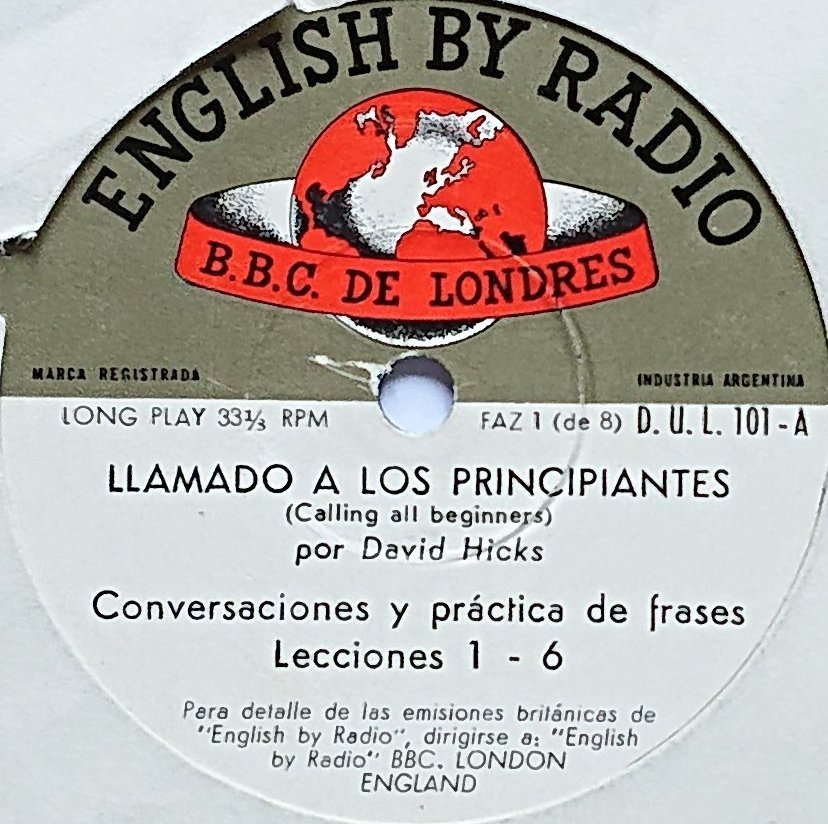 ENGLISH BY RADIO
B.B.C. DE LONDRES
MARCA REGISTRADA
INDUSTRIA ARGENTINA
LONG PLAY 33⅓ RPM
FAZ 1 (de 8) D.U.L. 101-A
LLAMADO A LOS PRINCIPIANTES
(Calling all beginners)
por David Hicks
Conversaciones y práctica de frases
Lecciones 1 - 6
Para detalle de las emisiones británicas de
"English by Radio", dirigirse a: "English
by Radio" BBC. LONDON
ENGLAND